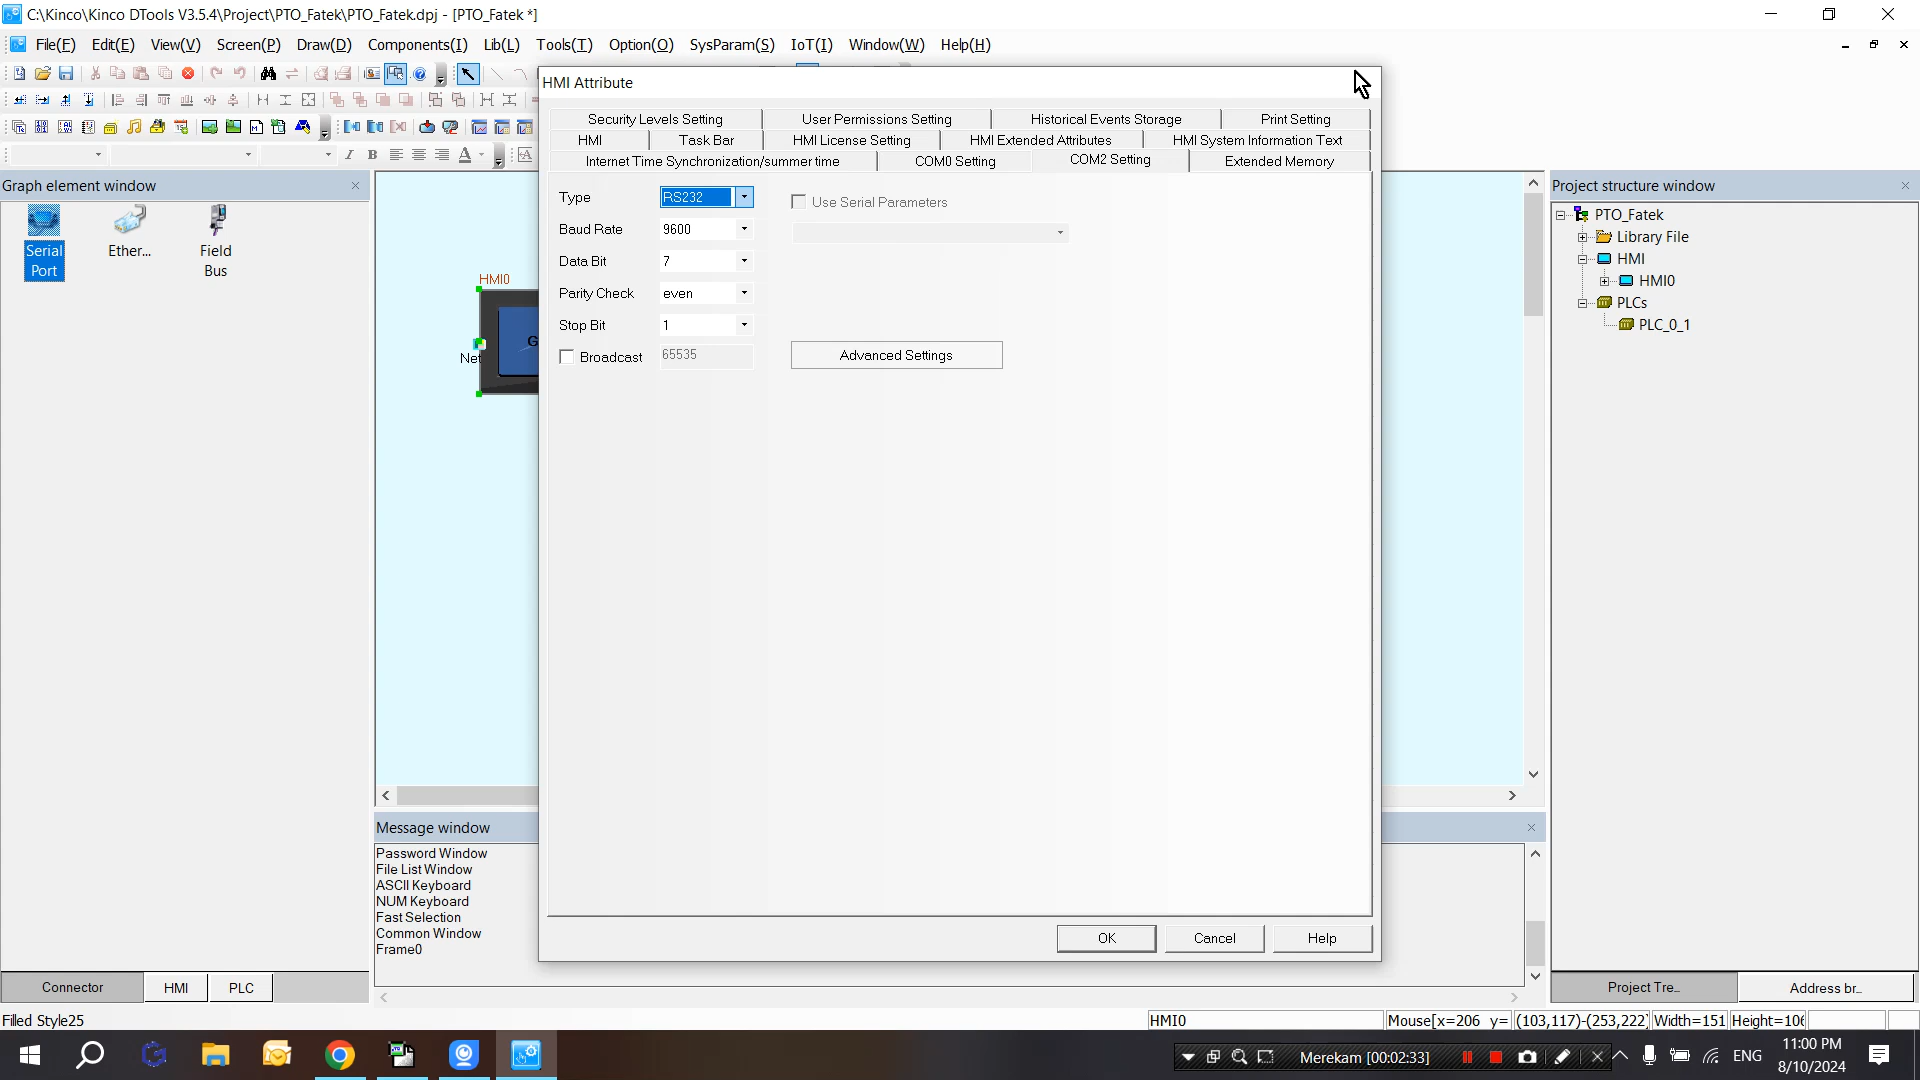 C:\Kinco\Kinco DTools V3.5.4\Project\PTO_Fatek\PTO_Fatek.dpj - [PTO_Fatek *]
File(F) Edit(E) View(V) Screen(P) Draw(D) Components(I) Lib(L) Tools(T) Option(O) SysParam(S) IoT(I) Window(W) Help(H)
HMI Attribute
Security Levels Setting User Permissions Setting Historical Events Storage Print Setting
HMI Task Bar HMI License Setting HMI Extended Attributes HMI System Information Text
Internet Time Synchronization/summer time COM0 Setting COM2 Setting Extended Memory
Graph element window
Serial Port
Ether...
Field Bus
HMI0
Net
Type RS232 Use Serial Parameters
Baud Rate 9600
Data Bit 7
Parity Check even
Stop Bit 1
Broadcast 65535 Advanced Settings
OK Cancel Help
Project structure window
PTO_Fatek
Library File
HMI
HMI0
PLCs
PLC_0_1
Message window
Password Window
File List Window
ASCII Keyboard
NUM Keyboard
Fast Selection
Common Window
Frame0
Connector HMI PLC
Project Tre... Address br...
Filled Style25
HMI0 Mouse[x=206 y= (103,117)-(253,222) Width=151 Height=106
Merekam [00:02:33]
ENG
11:00 PM
8/10/2024